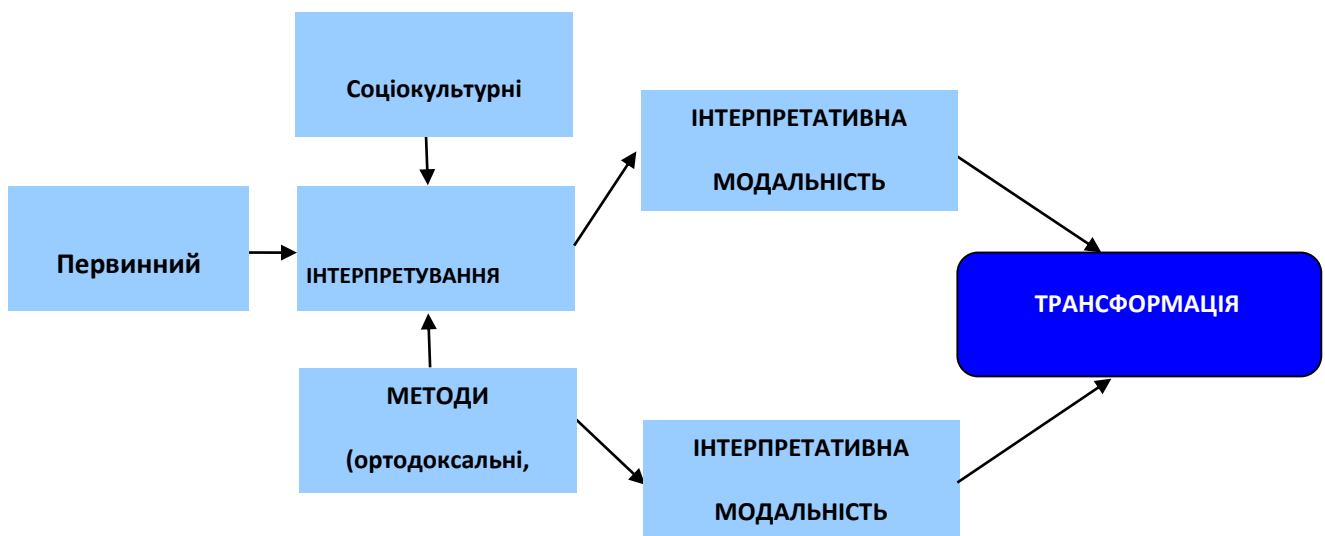 Соціокультурні
ІНТЕРПРЕТАТИВНА
МОДАЛЬНІСТЬ
Первинний
ІНТЕРПРЕТУВАННЯ
ТРАНСФОРМАЦІЯ
МЕТОДИ
(ортодоксальні,
ІНТЕРПРЕТАТИВНА
МОДАЛЬНІСТЬ